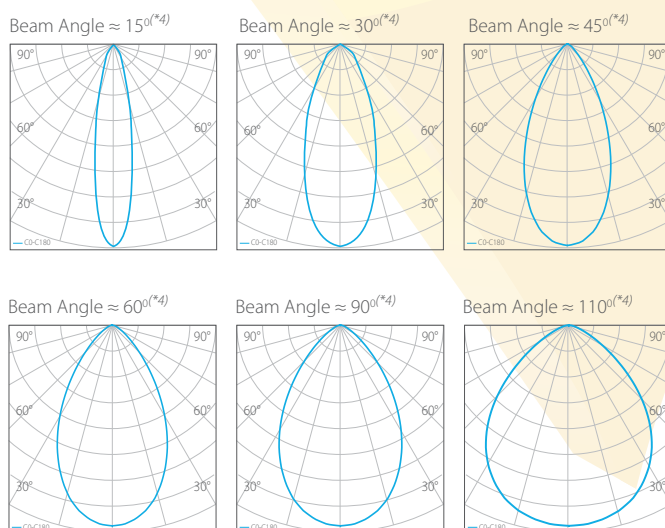 Beam Angle ≈ 15⁰(*4)
90° 90°
60° 60°
30° 30°
C0-C180
Beam Angle ≈ 30⁰(*4)
90° 90°
60° 60°
30° 30°
C0-C180
Beam Angle ≈ 45⁰(*4)
90° 90°
60° 60°
30° 30°
C0-C180
Beam Angle ≈ 60⁰(*4)
90° 90°
60° 60°
30° 30°
C0-C180
Beam Angle ≈ 90⁰(*4)
90° 90°
60° 60°
30° 30°
C0-C180
Beam Angle ≈ 110⁰(*4)
90° 90°
60° 60°
30° 30°
C0-C180